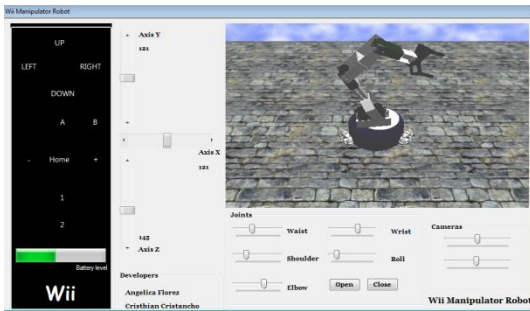 Wii Manipulator Robot
UP
LEFT RIGHT
DOWN
A B
- Home +
1
2
Battery level
Wii
Axis Y
121
Axis X
121
145
Axis Z
Developers
Angelica Florez
Cristhian Cristancho
Joints
Waist Wrist
Shoulder Roll
Elbow Open Close
Cameras
Wii Manipulator Robot